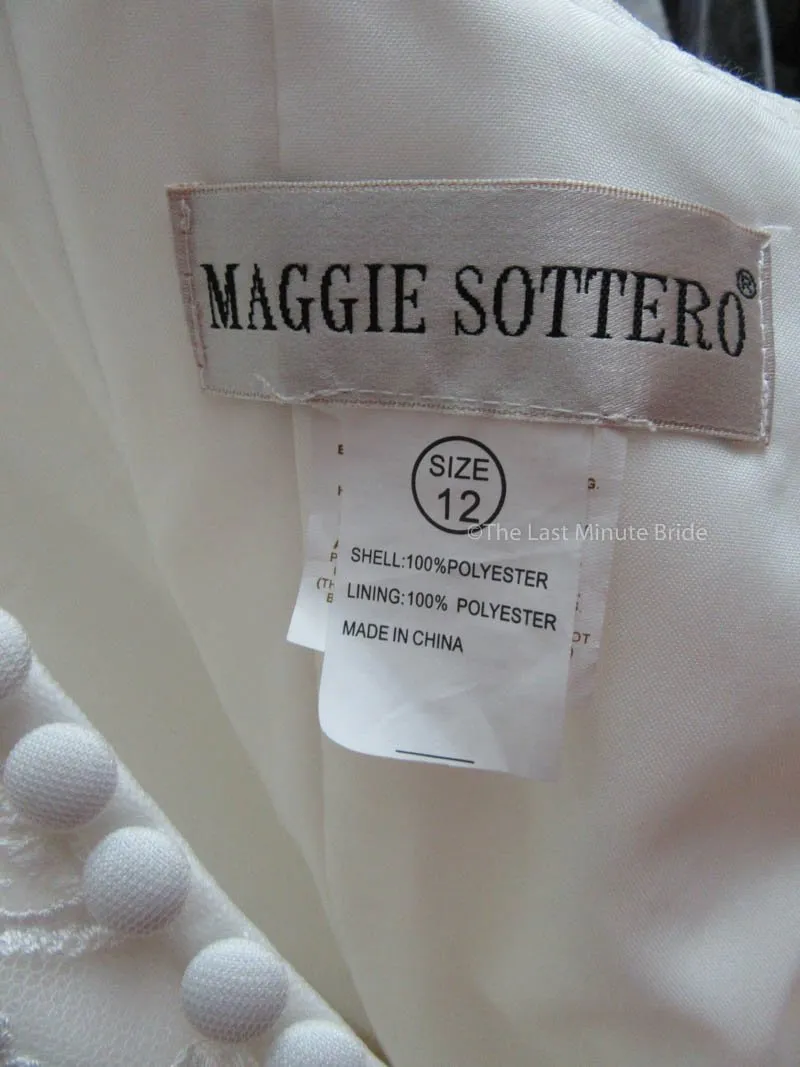 MAGGIE SOTTERO®
SIZE
12
©The Last Minute Bride
SHELL:100%POLYESTER
LINING:100% POLYESTER
MADE IN CHINA